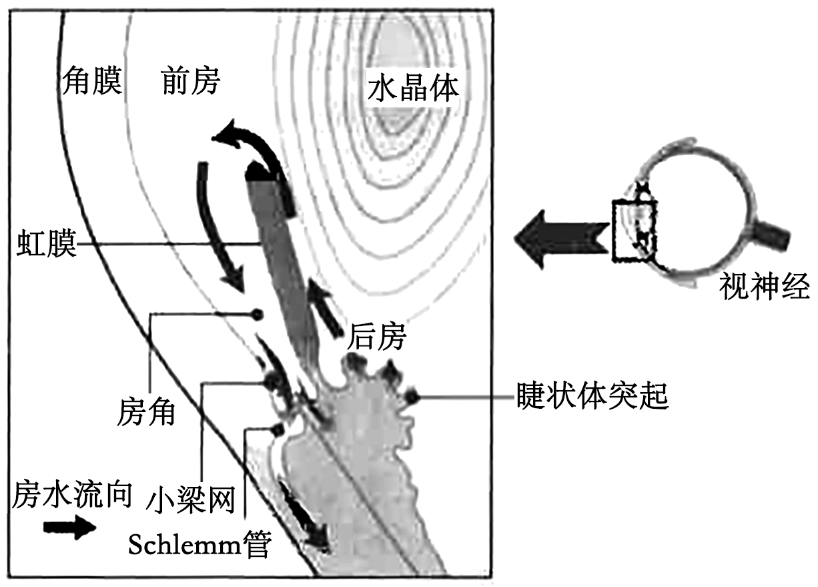 角膜
前房
水晶体
虹膜
视神经
后房
房角
睫状体突起
房水流向
小梁网
Schlemm管